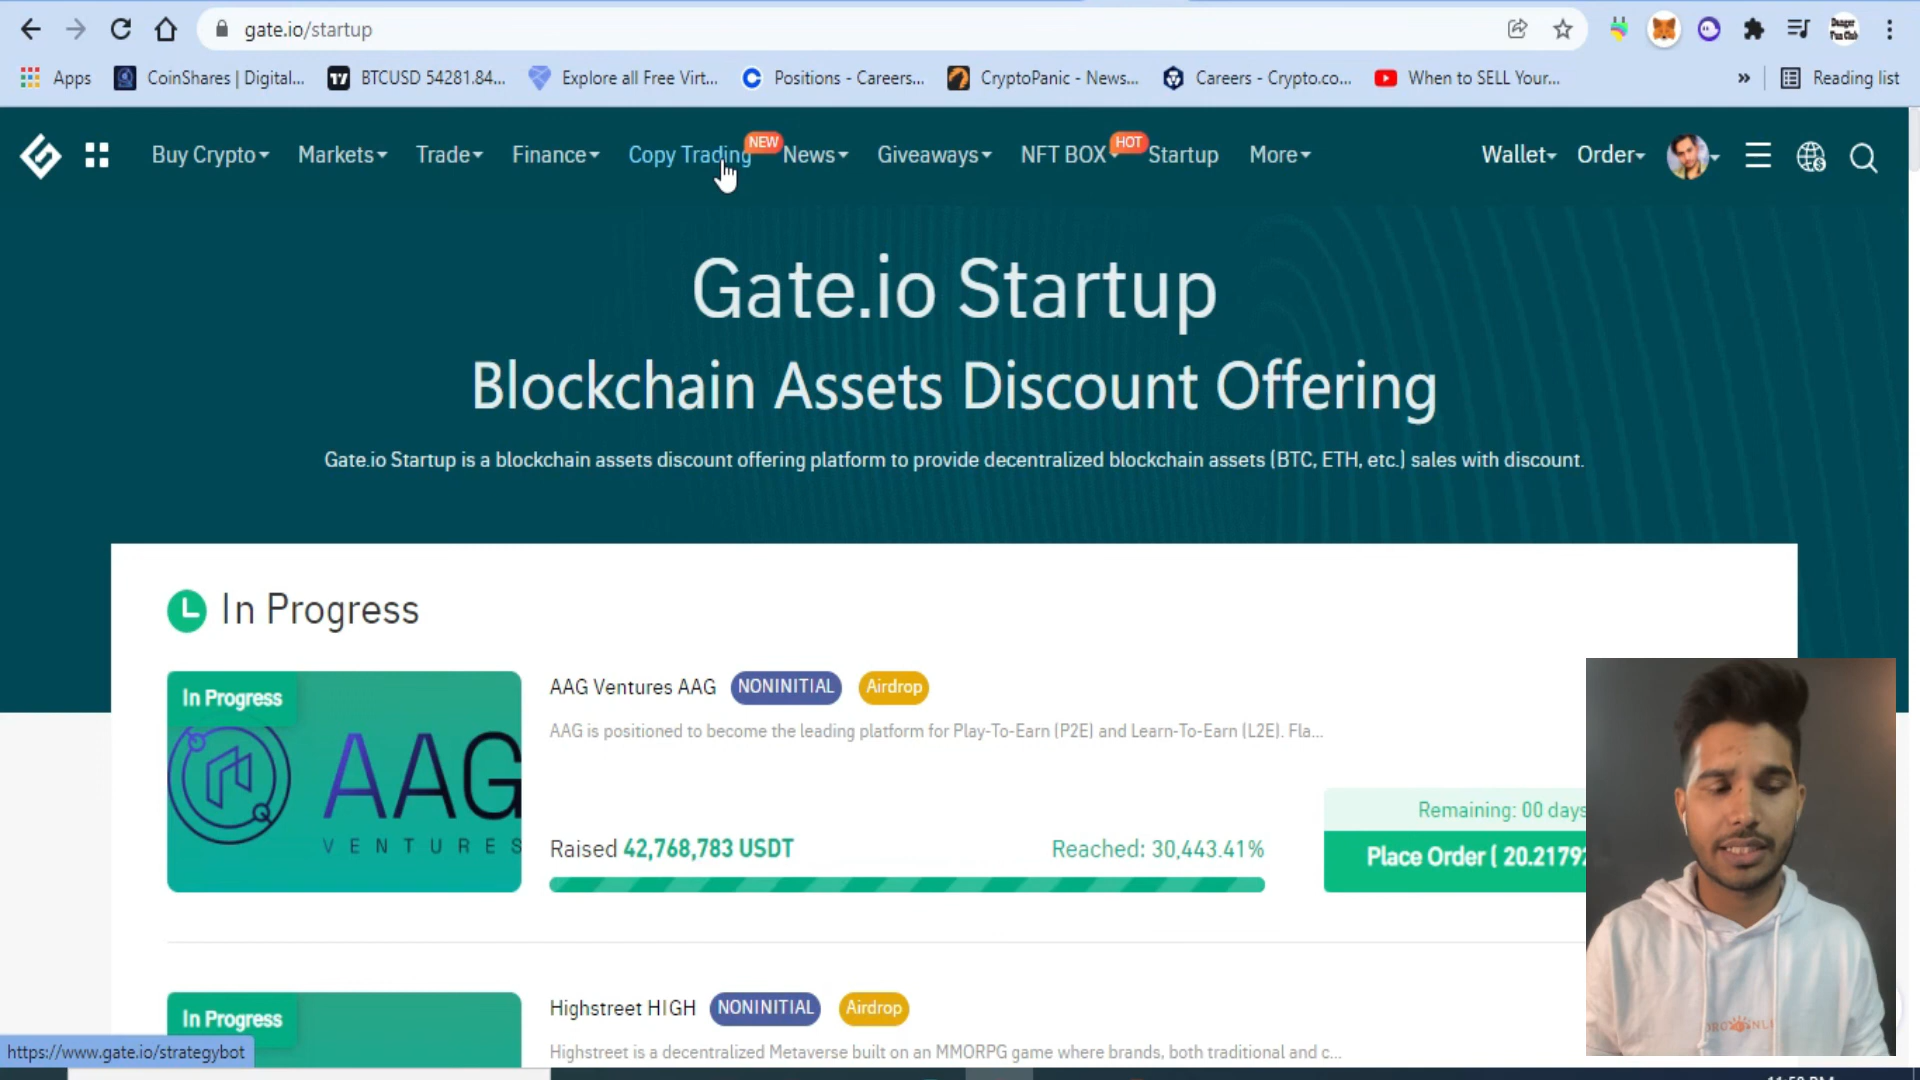 gate.io/startup
Danger
Fun Club
Apps
CoinShares | Digital...
BTCUSD 54281.84...
Explore all Free Virt...
Positions - Careers...
CryptoPanic - News...
Careers - Crypto.co...
When to SELL Your...
»
Reading list
Buy Crypto
Markets
Trade
Finance
Copy Trading
NEW
News
Giveaways
NFT BOX
HOT
Startup
More
Wallet
Order
Gate.io Startup
Blockchain Assets Discount Offering
Gate.io Startup is a blockchain assets discount offering platform to provide decentralized blockchain assets (BTC, ETH, etc.) sales with discount.
In Progress
In Progress
AAG
VENTURES
AAG Ventures AAG NONINITIAL Airdrop
AAG is positioned to become the leading platform for Play-To-Earn (P2E) and Learn-To-Earn (L2E). Fla...
Raised 42,768,783 USDT
Reached: 30,443.41%
Remaining: 00 days
Place Order ( 20.21792
In Progress
Highstreet HIGH NONINITIAL Airdrop
Highstreet is a decentralized Metaverse built on an MMORPG game where brands, both traditional and c...
https://www.gate.io/strategybot